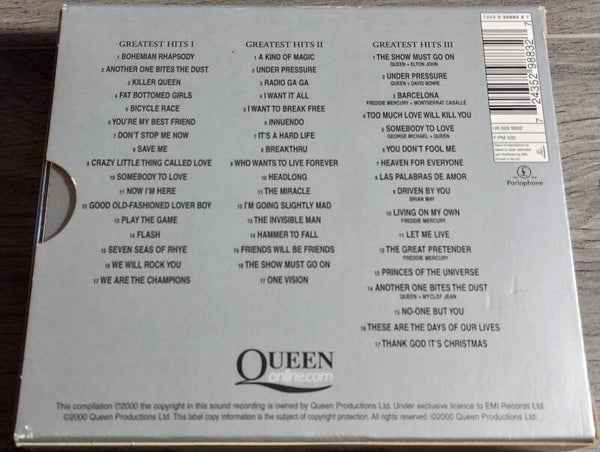 GREATEST HITS I
1 BOHEMIAN RHAPSODY
2 ANOTHER ONE BITES THE DUST
3 KILLER QUEEN
4 FAT BOTTOMED GIRLS
5 BICYCLE RACE
6 YOU'RE MY BEST FRIEND
7 DON'T STOP ME NOW
8 SAVE ME
9 CRAZY LITTLE THING CALLED LOVE
10 SOMEBODY TO LOVE
11 NOW I'M HERE
12 GOOD OLD-FASHIONED LOVER BOY
13 PLAY THE GAME
14 FLASH
15 SEVEN SEAS OF RHYE
16 WE WILL ROCK YOU
17 WE ARE THE CHAMPIONS
GREATEST HITS II
1 A KIND OF MAGIC
2 UNDER PRESSURE
3 RADIO GA GA
4 I WANT IT ALL
5 I WANT TO BREAK FREE
6 INNUENDO
7 IT'S A HARD LIFE
8 BREAKTHRU
9 WHO WANTS TO LIVE FOREVER
10 HEADLONG
11 THE MIRACLE
12 I'M GOING SLIGHTLY MAD
13 THE INVISIBLE MAN
14 HAMMER TO FALL
15 FRIENDS WILL BE FRIENDS
16 THE SHOW MUST GO ON
17 ONE VISION
GREATEST HITS III
1 THE SHOW MUST GO ON
QUEEN + ELTON JOHN
2 UNDER PRESSURE
QUEEN + DAVID BOWIE
3 BARCELONA
FREDDIE MERCURY + MONTSERRAT CABALLÉ
4 TOO MUCH LOVE WILL KILL YOU
5 SOMEBODY TO LOVE
GEORGE MICHAEL + QUEEN
6 YOU DON'T FOOL ME
7 HEAVEN FOR EVERYONE
8 LAS PALABRAS DE AMOR
9 DRIVEN BY YOU
BRIAN MAY
10 LIVING ON MY OWN
FREDDIE MERCURY
11 LET ME LIVE
12 THE GREAT PRETENDER
FREDDIE MERCURY
13 PRINCES OF THE UNIVERSE
14 ANOTHER ONE BITES THE DUST
QUEEN + WYCLEF JEAN
15 NO-ONE BUT YOU
16 THESE ARE THE DAYS OF OUR LIVES
17 THANK GOD IT'S CHRISTMAS
7 24352 98832 7
Parlophone
QUEEN
online.com
This compilation ℗2000 the copyright in this sound recording is owned by Queen Productions Ltd. Under exclusive licence to EMI Records Ltd.
©2000 Queen Productions Ltd. This label copy information is the subject of copyright protection. All rights reserved. ©2000 Queen Productions Ltd.